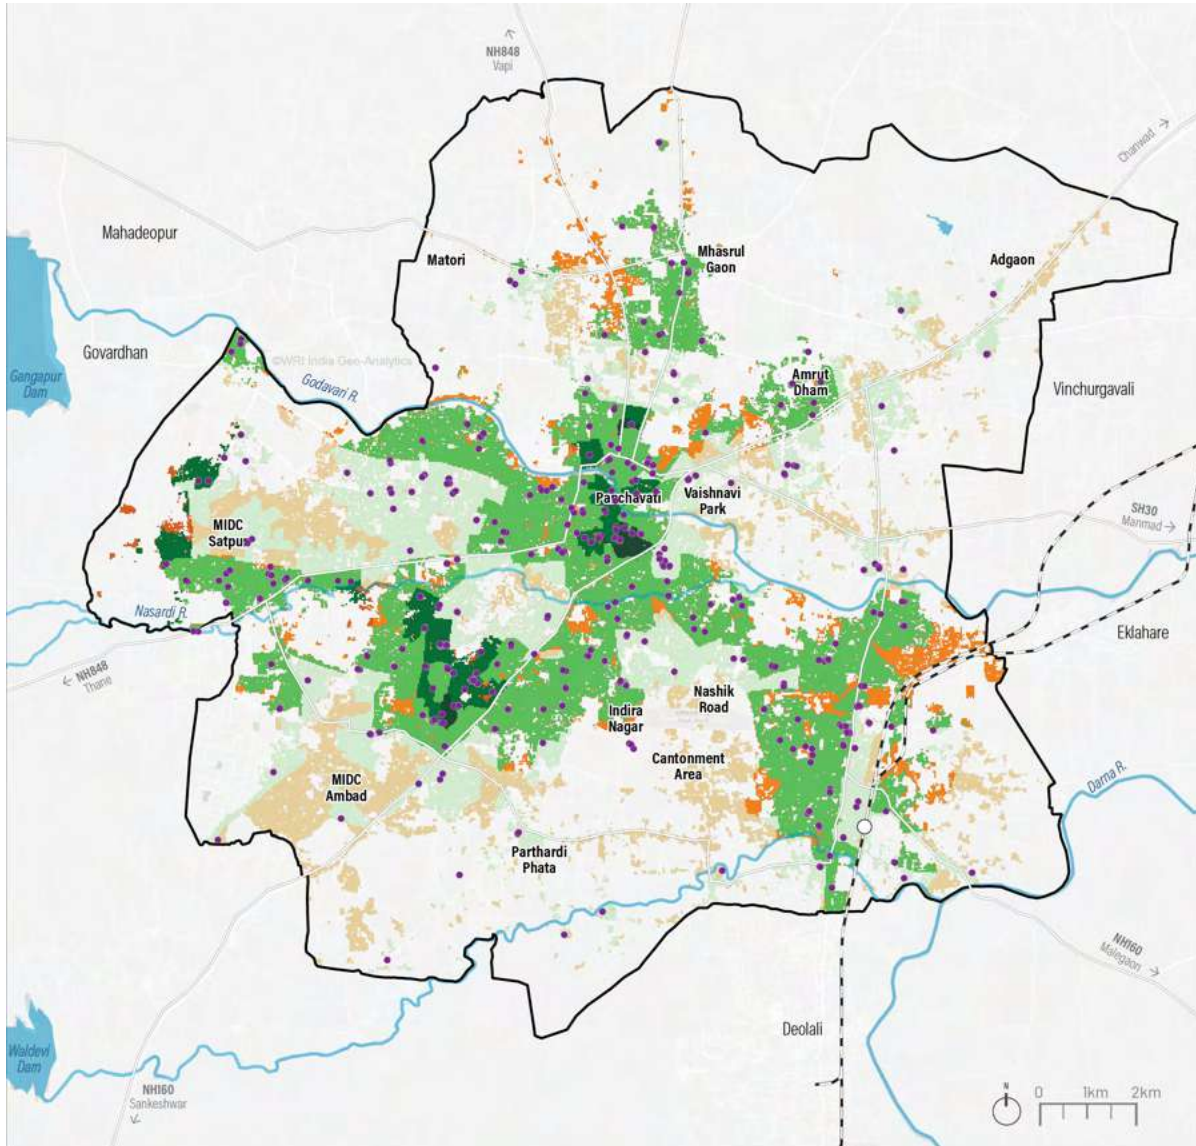 NH848
Vapi
Chanwad
Mahadeopur
Matori
Mhasrul
Gaon
Adgaon
Govardhan
©WRI India Geo-Analytics
Gangapur
Dam
Godavari R.
Amrut
Dham
Vinchurgavali
Panchavati
Vaishnavi
Park
SH30
Manmad
MIDC
Satpur
Nasardi R.
Eklahare
NH848
Thane
Indira
Nagar
Nashik
Road
Cantonment
Area
MIDC
Ambad
Darna R.
Parthardi
Phata
NH160
Malegaon
Deolali
Waldevi
Dam
NH160
Sankeshwar
N
0 1km 2km